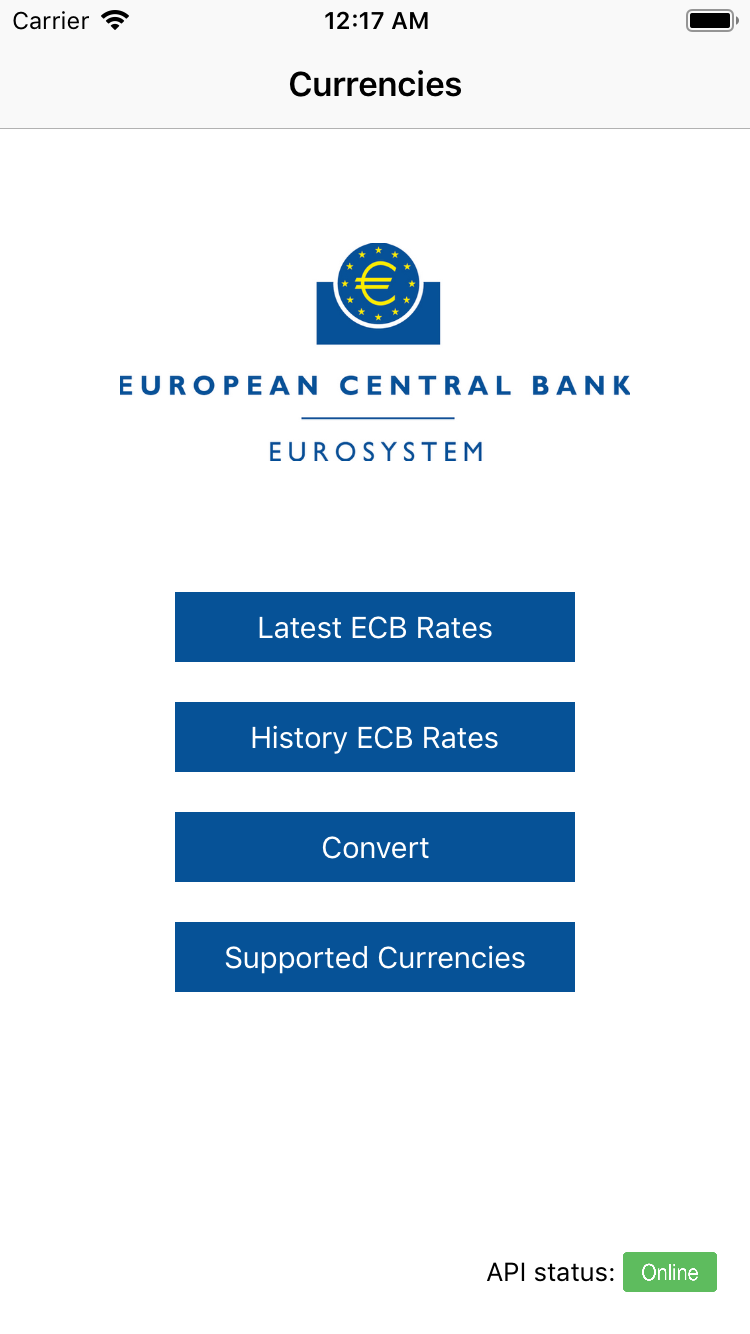 Carrier 12:17 AM
Currencies
€
EUROPEAN CENTRAL BANK
EUROSYSTEM
Latest ECB Rates
History ECB Rates
Convert
Supported Currencies
API status: Online